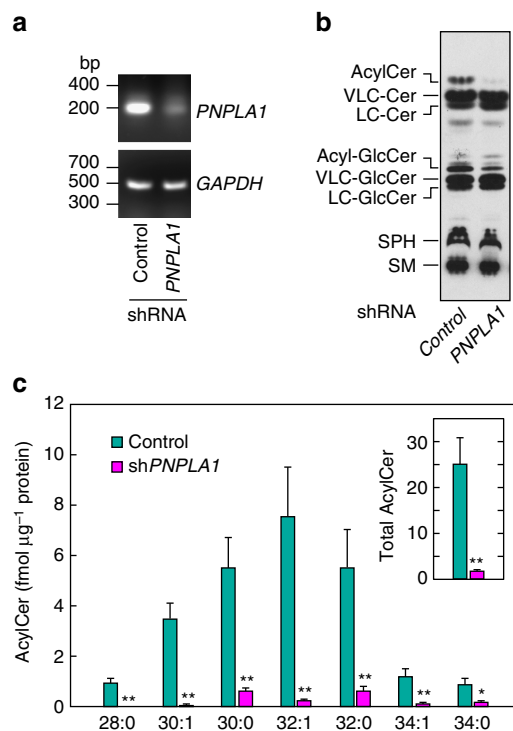 a
bp
400
200
PNPLA1
700
500
300
GAPDH
Control
PNPLA1
shRNA
b
AcylCer
VLC-Cer
LC-Cer
Acyl-GlcCer
VLC-GlcCer
LC-GlcCer
SPH
SM
shRNA
Control
PNPLA1
c
12
10
8
6
4
2
0
AcylCer (fmol μg⁻¹ protein)
Control
shPNPLA1
30
20
10
0
Total AcylCer
**
** ** ** ** ** ** *
28:0 30:1 30:0 32:1 32:0 34:1 34:0